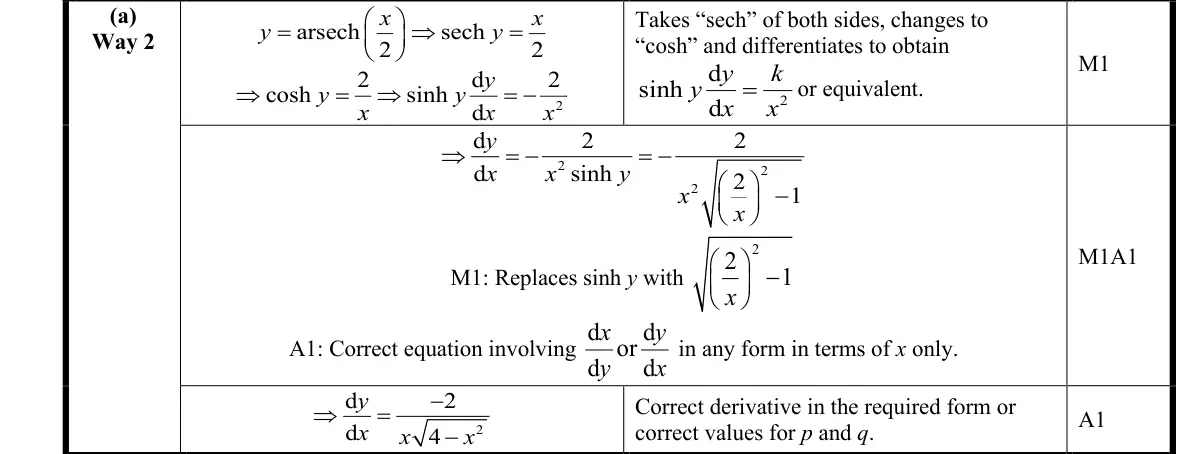 (a)
Way 2
y = arsech(x/2) ⇒ sech y = x/2
⇒ cosh y = 2/x ⇒ sinh y dy/dx = −2/x²
Takes “sech” of both sides, changes to
“cosh” and differentiates to obtain
sinh y dy/dx = k/x² or equivalent.
M1
⇒ dy/dx = −2/(x² sinh y) = −2/(x²√((2/x)² − 1))
M1: Replaces sinh y with √((2/x)² − 1)
A1: Correct equation involving dx/dy or dy/dx in any form in terms of x only.
M1A1
⇒ dy/dx = −2/(x√(4 − x²))
Correct derivative in the required form or
correct values for p and q.
A1